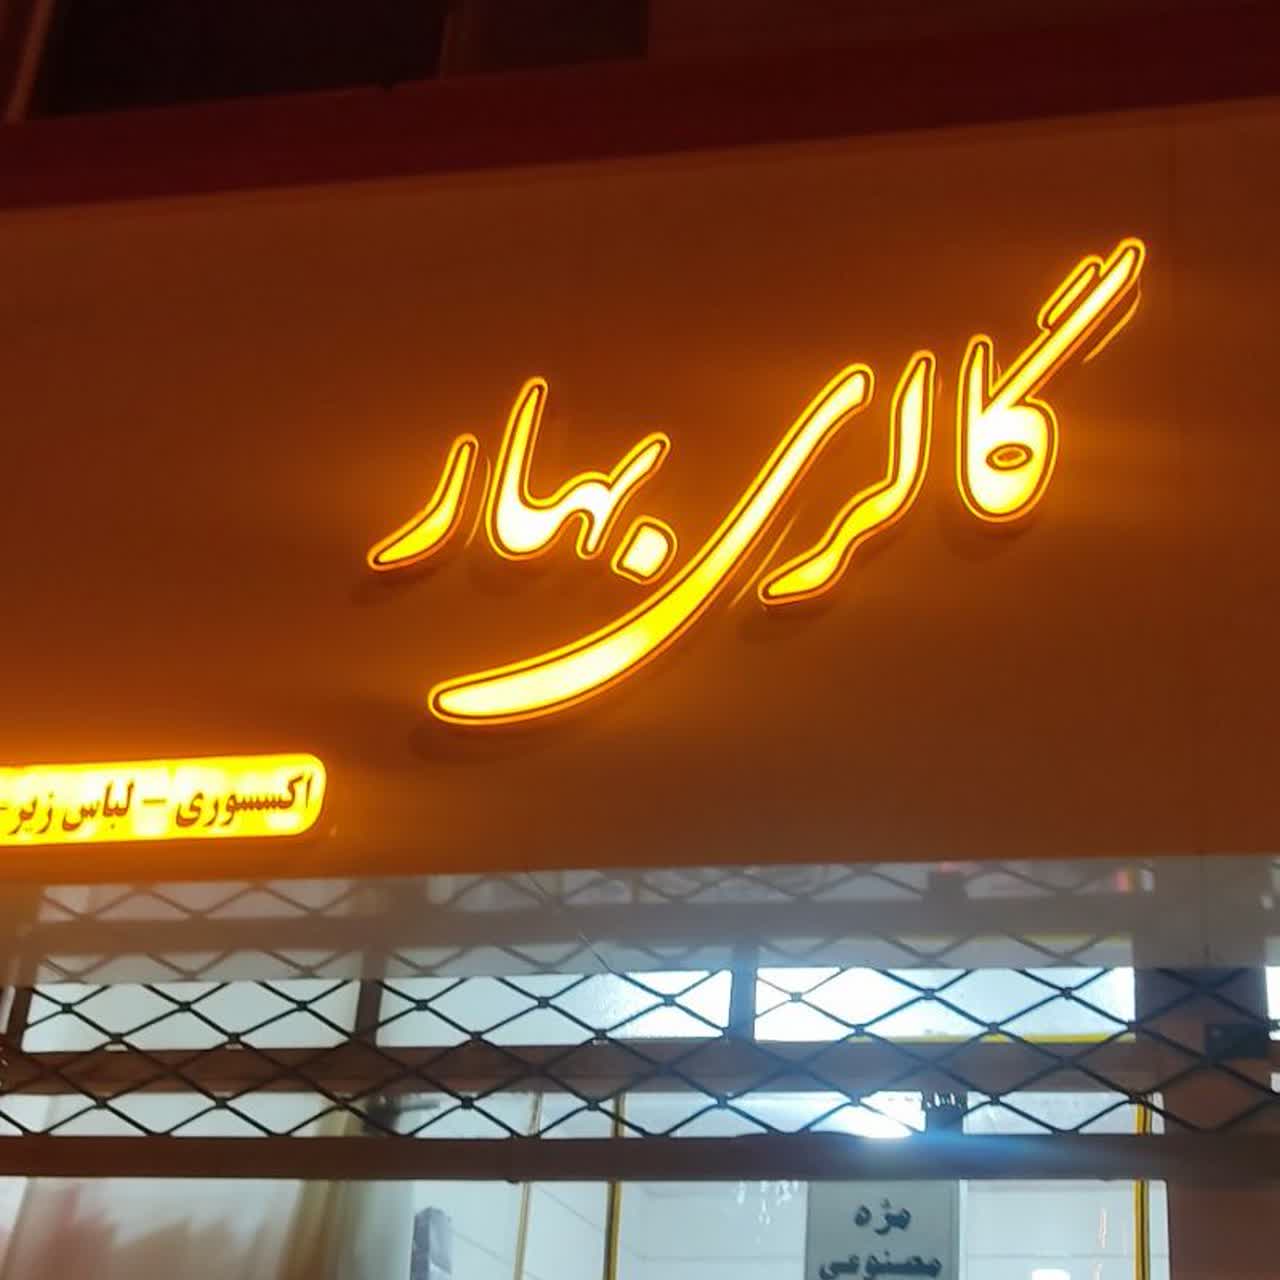 گالری بهار
اکسسوری - لباس زیر -
مژه
مصنوعی